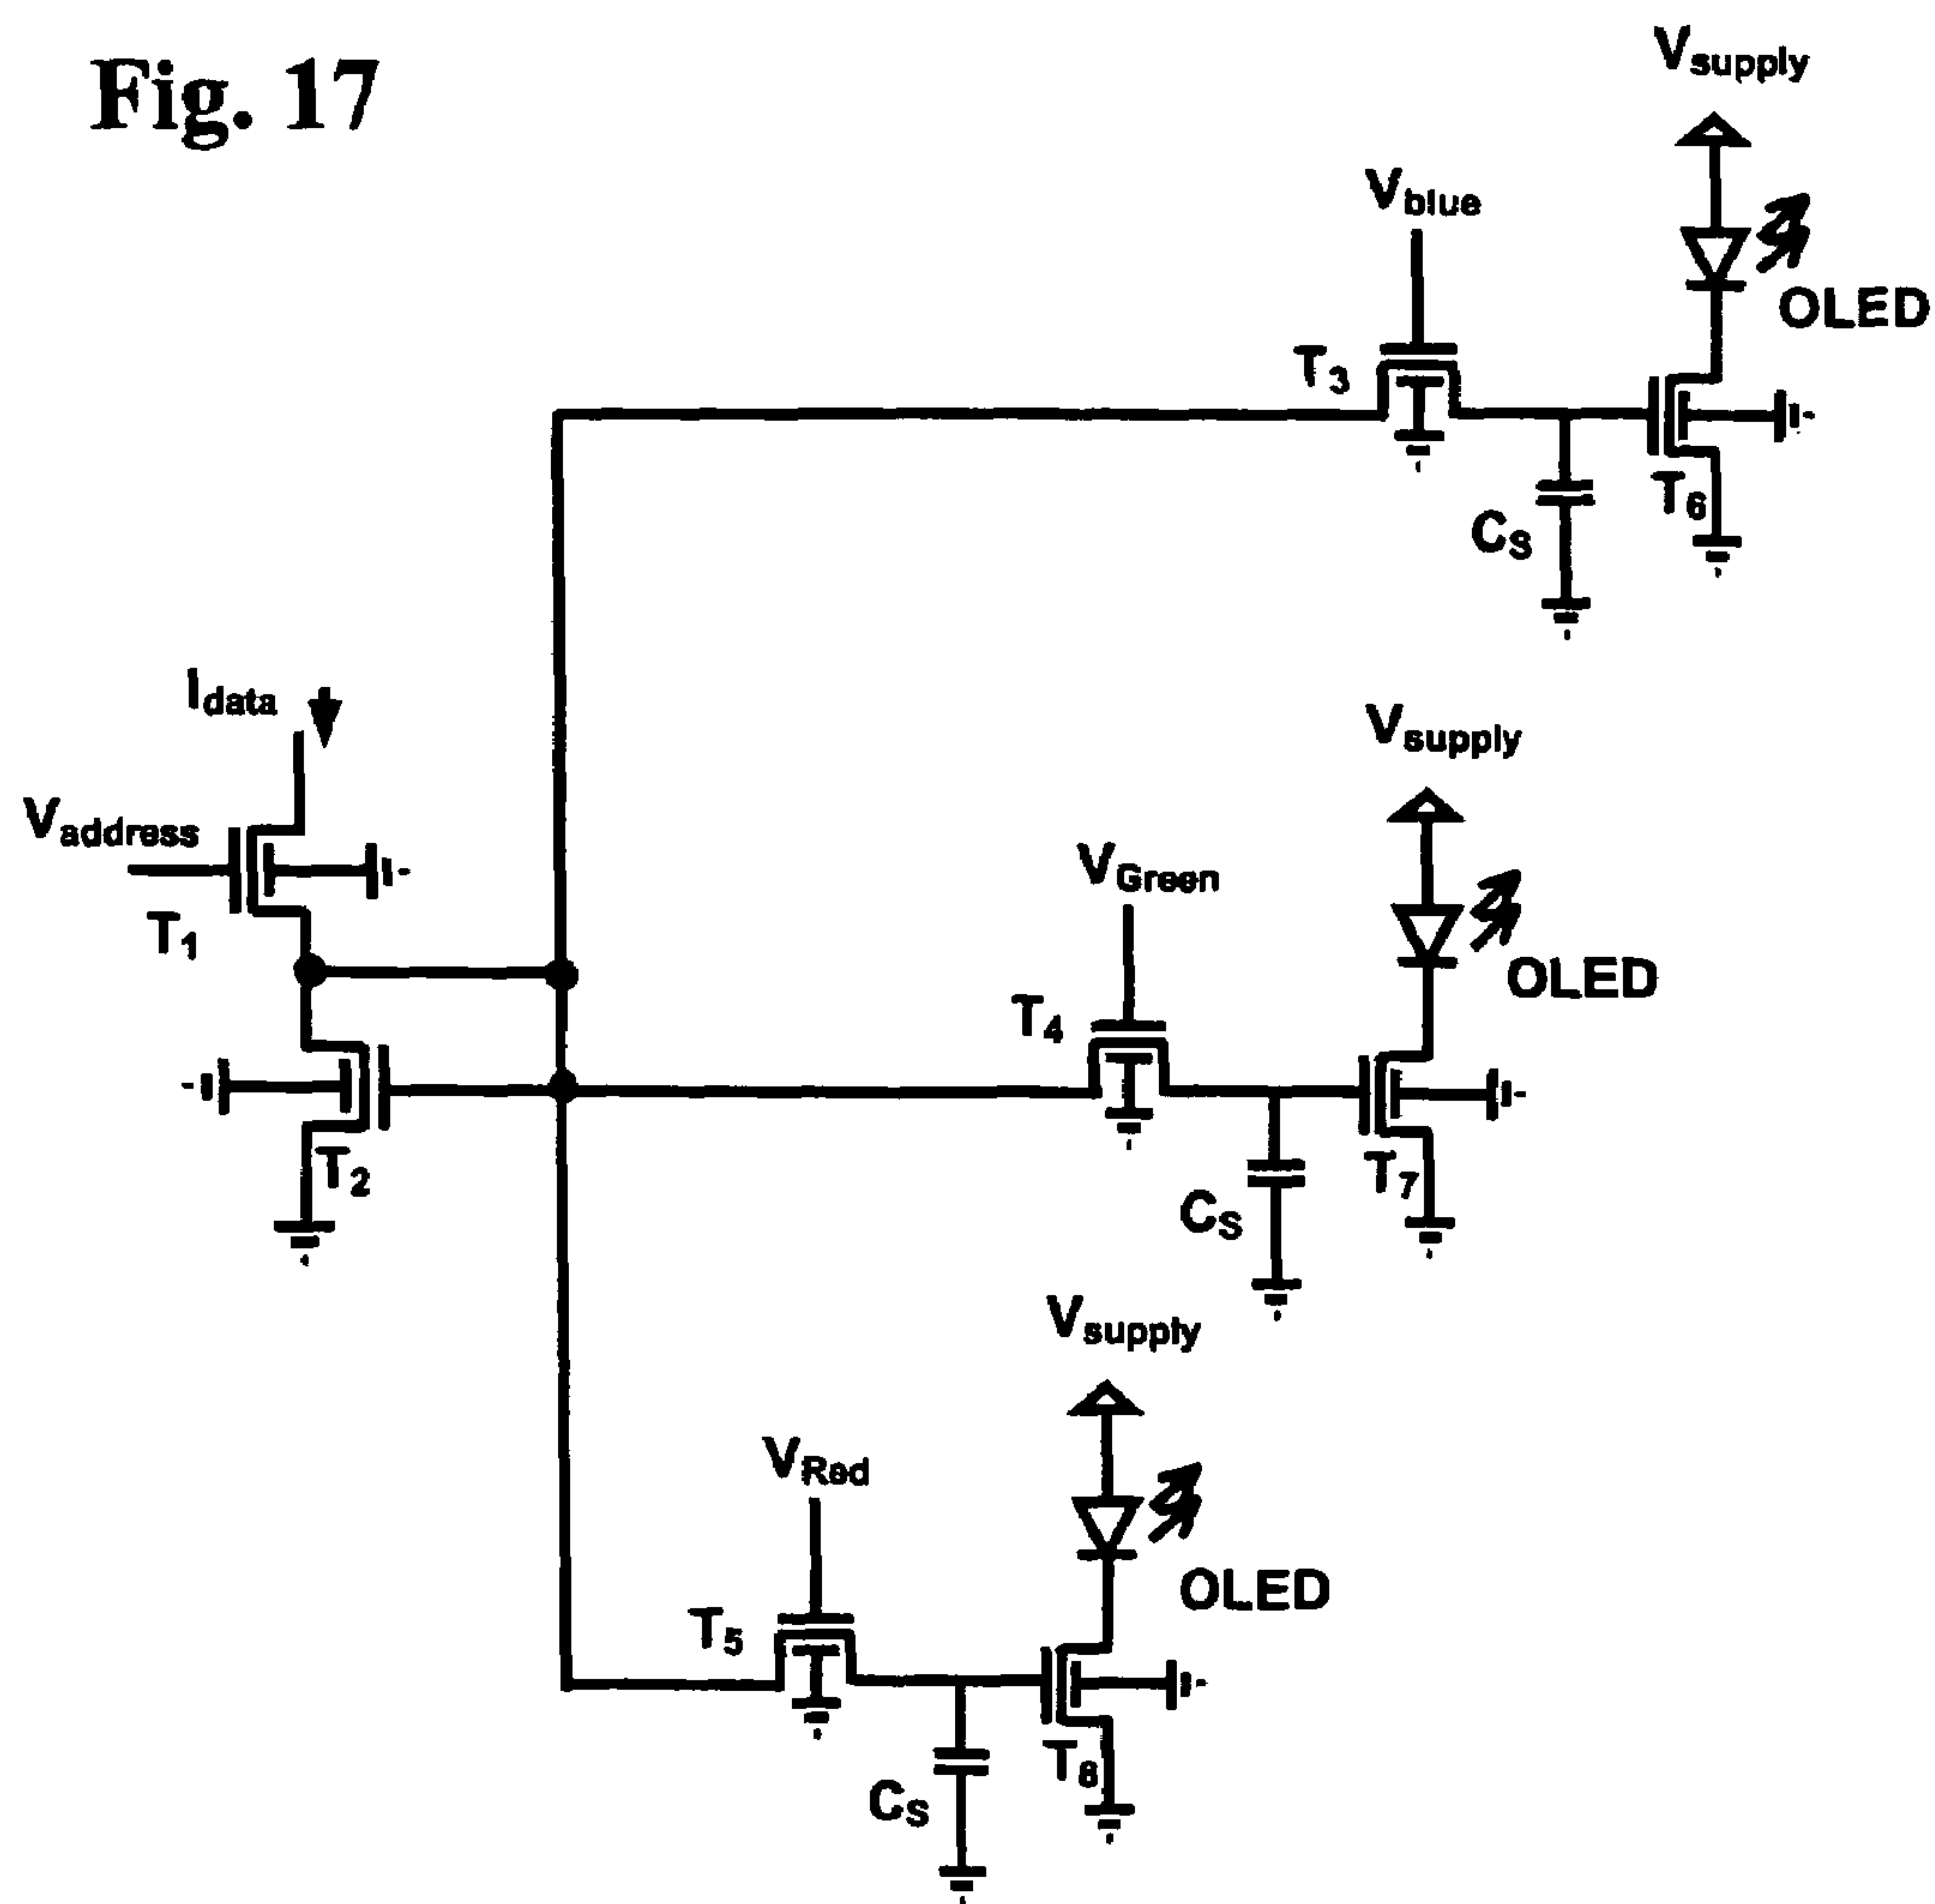 Fig. 17
Vsupply
Vblue
OLED
T3
T6
Cs
Idata
Vsupply
Vaddress
VGreen
T1
OLED
T4
T2
T7
Cs
Vsupply
VRed
OLED
T5
T8
Cs